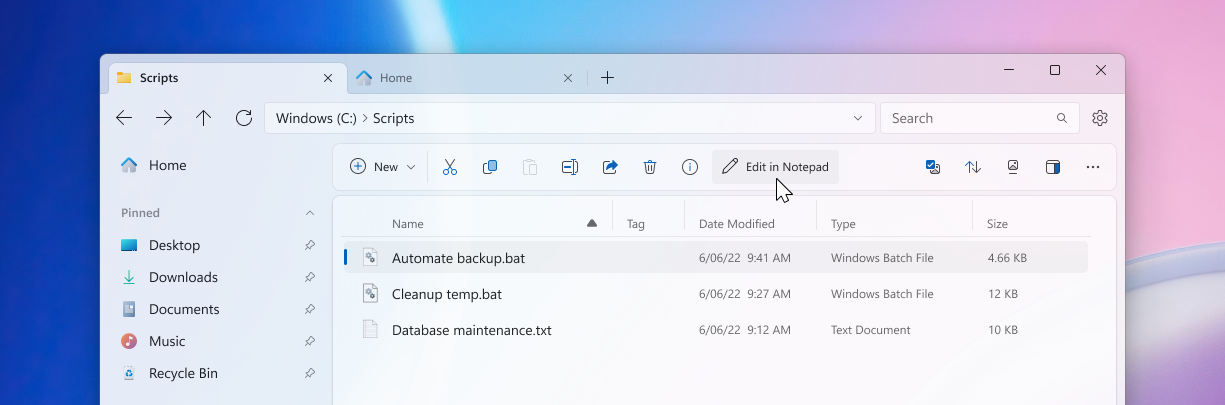 Scripts
Home
Windows (C:) > Scripts
Search
Home
New
Edit in Notepad
Pinned
Desktop
Downloads
Documents
Music
Recycle Bin
Name Tag Date Modified Type Size
Automate backup.bat 6/06/22 9:41 AM Windows Batch File 4.66 KB
Cleanup temp.bat 6/06/22 9:27 AM Windows Batch File 12 KB
Database maintenance.txt 6/06/22 9:12 AM Text Document 10 KB